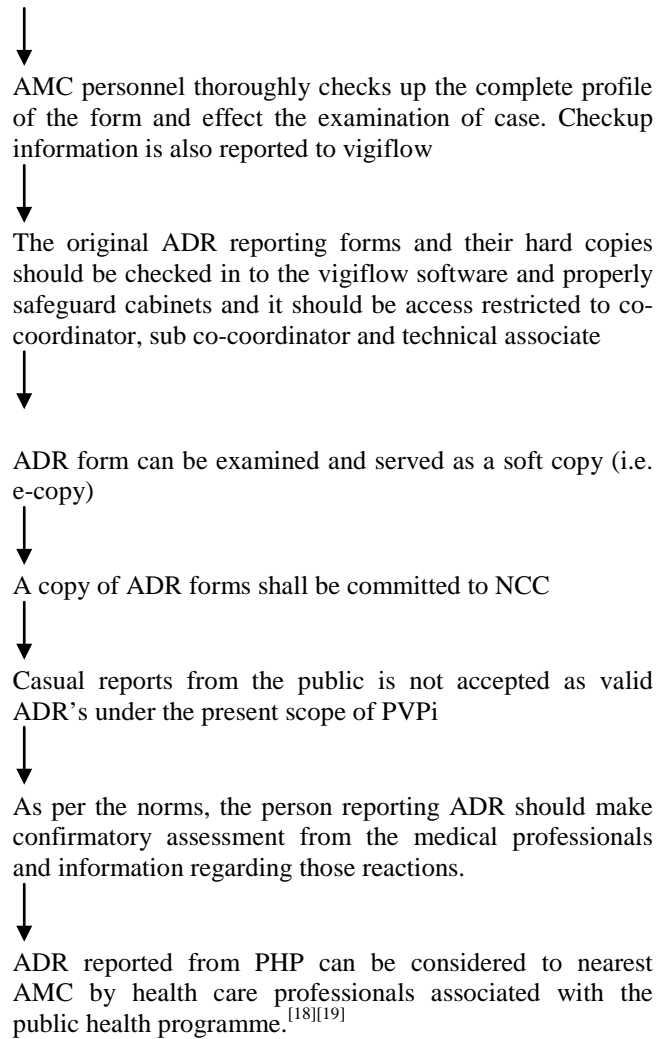 AMC personnel thoroughly checks up the complete profile
of the form and effect the examination of case. Checkup
information is also reported to vigiflow
The original ADR reporting forms and their hard copies
should be checked in to the vigiflow software and properly
safeguard cabinets and it should be access restricted to co-
coordinator, sub co-coordinator and technical associate
ADR form can be examined and served as a soft copy (i.e.
e-copy)
A copy of ADR forms shall be committed to NCC
Casual reports from the public is not accepted as valid
ADR’s under the present scope of PVPi
As per the norms, the person reporting ADR should make
confirmatory assessment from the medical professionals
and information regarding those reactions.
ADR reported from PHP can be considered to nearest
AMC by health care professionals associated with the
public health programme.[18][19]